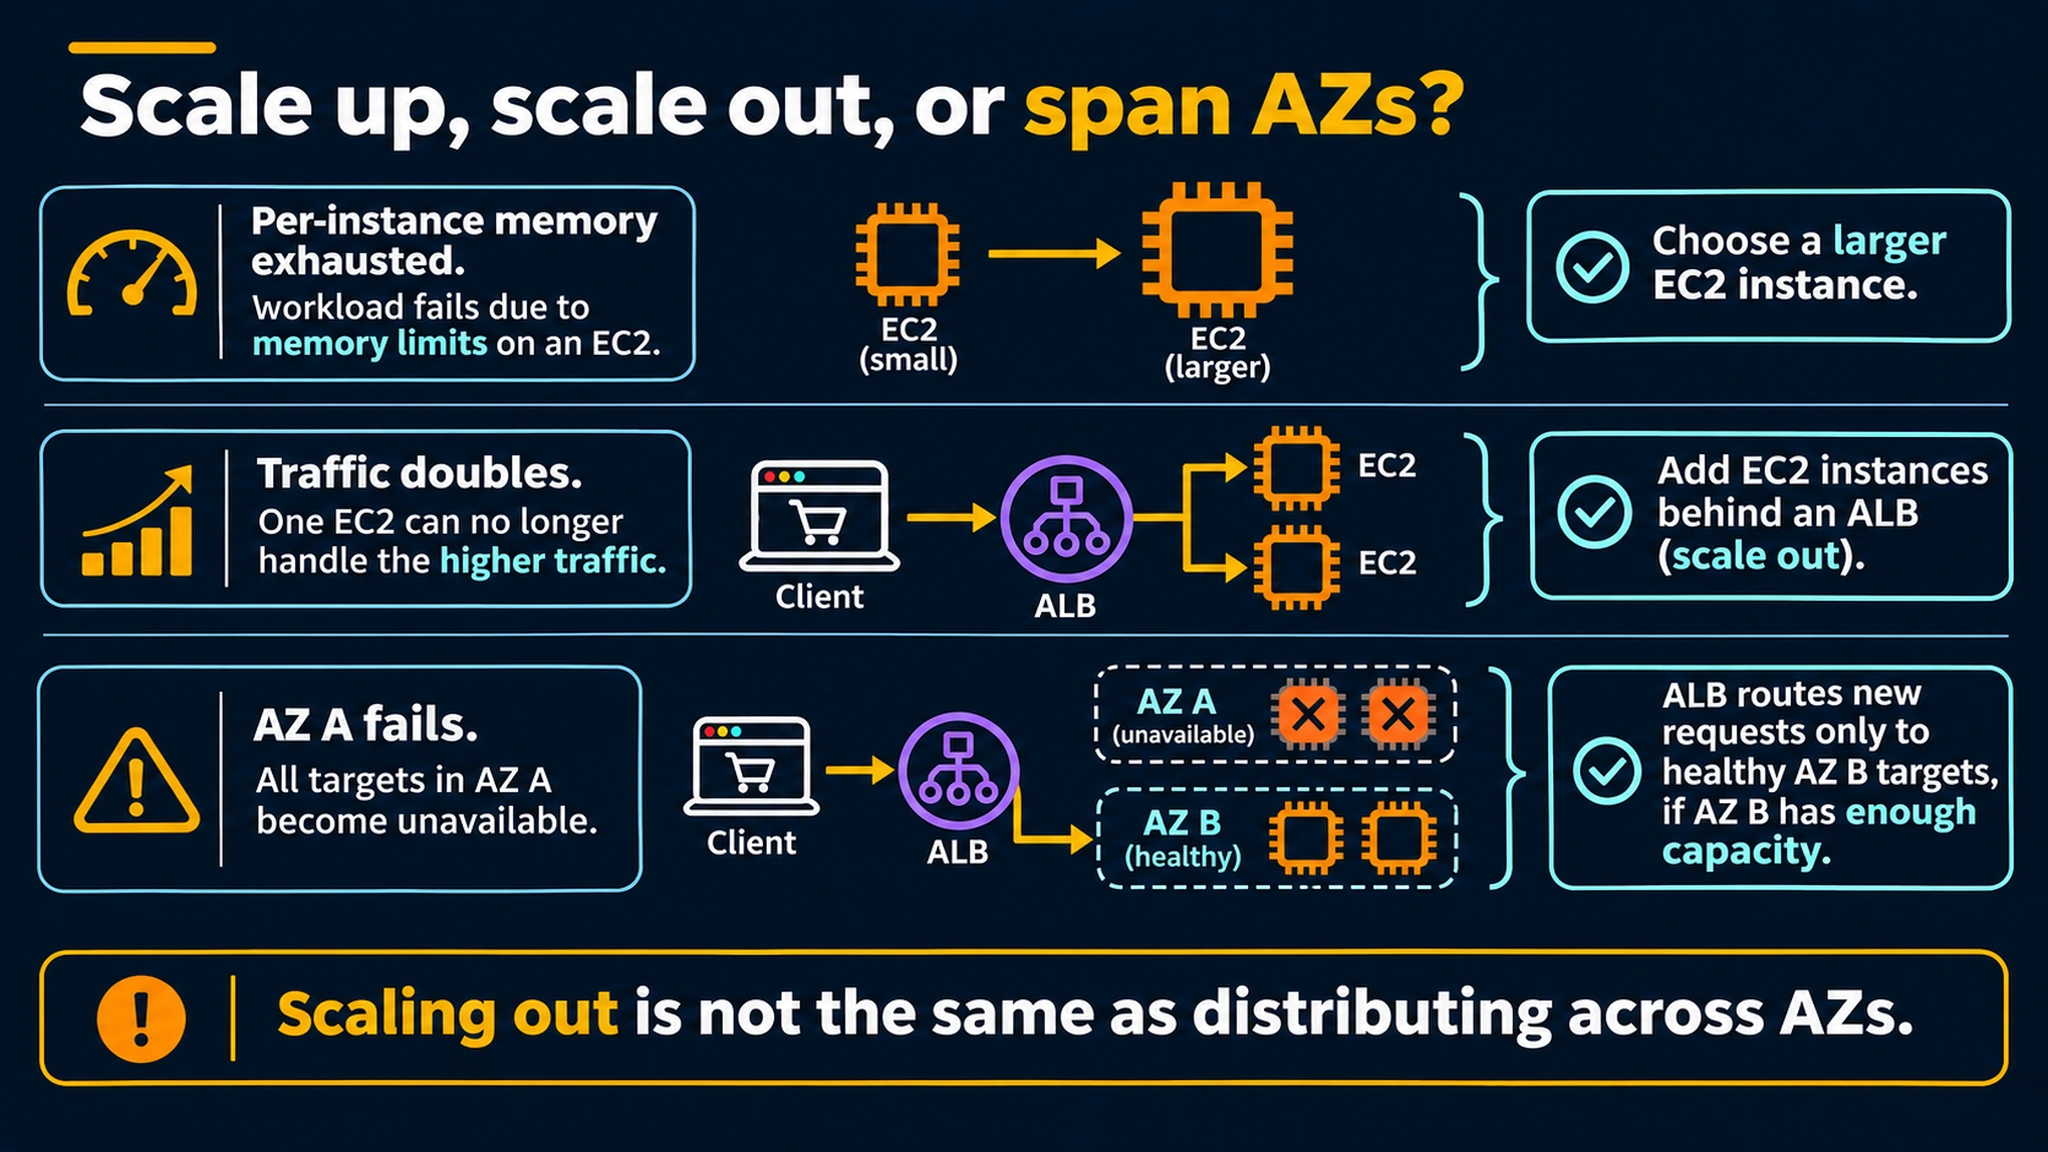 Scale up, scale out, or span AZs?
Per-instance memory
exhausted.
Workload fails due to
memory limits on an EC2.
EC2
(small)
EC2
(larger)
Choose a larger
EC2 instance.
Traffic doubles.
One EC2 can no longer
handle the higher traffic.
Client
ALB
EC2
EC2
Add EC2 instances
behind an ALB
(scale out).
AZ A fails.
All targets in AZ A
become unavailable.
Client
ALB
AZ A
(unavailable)
AZ B
(healthy)
ALB routes new
requests only to
healthy AZ B targets,
if AZ B has enough
capacity.
Scaling out is not the same as distributing across AZs.